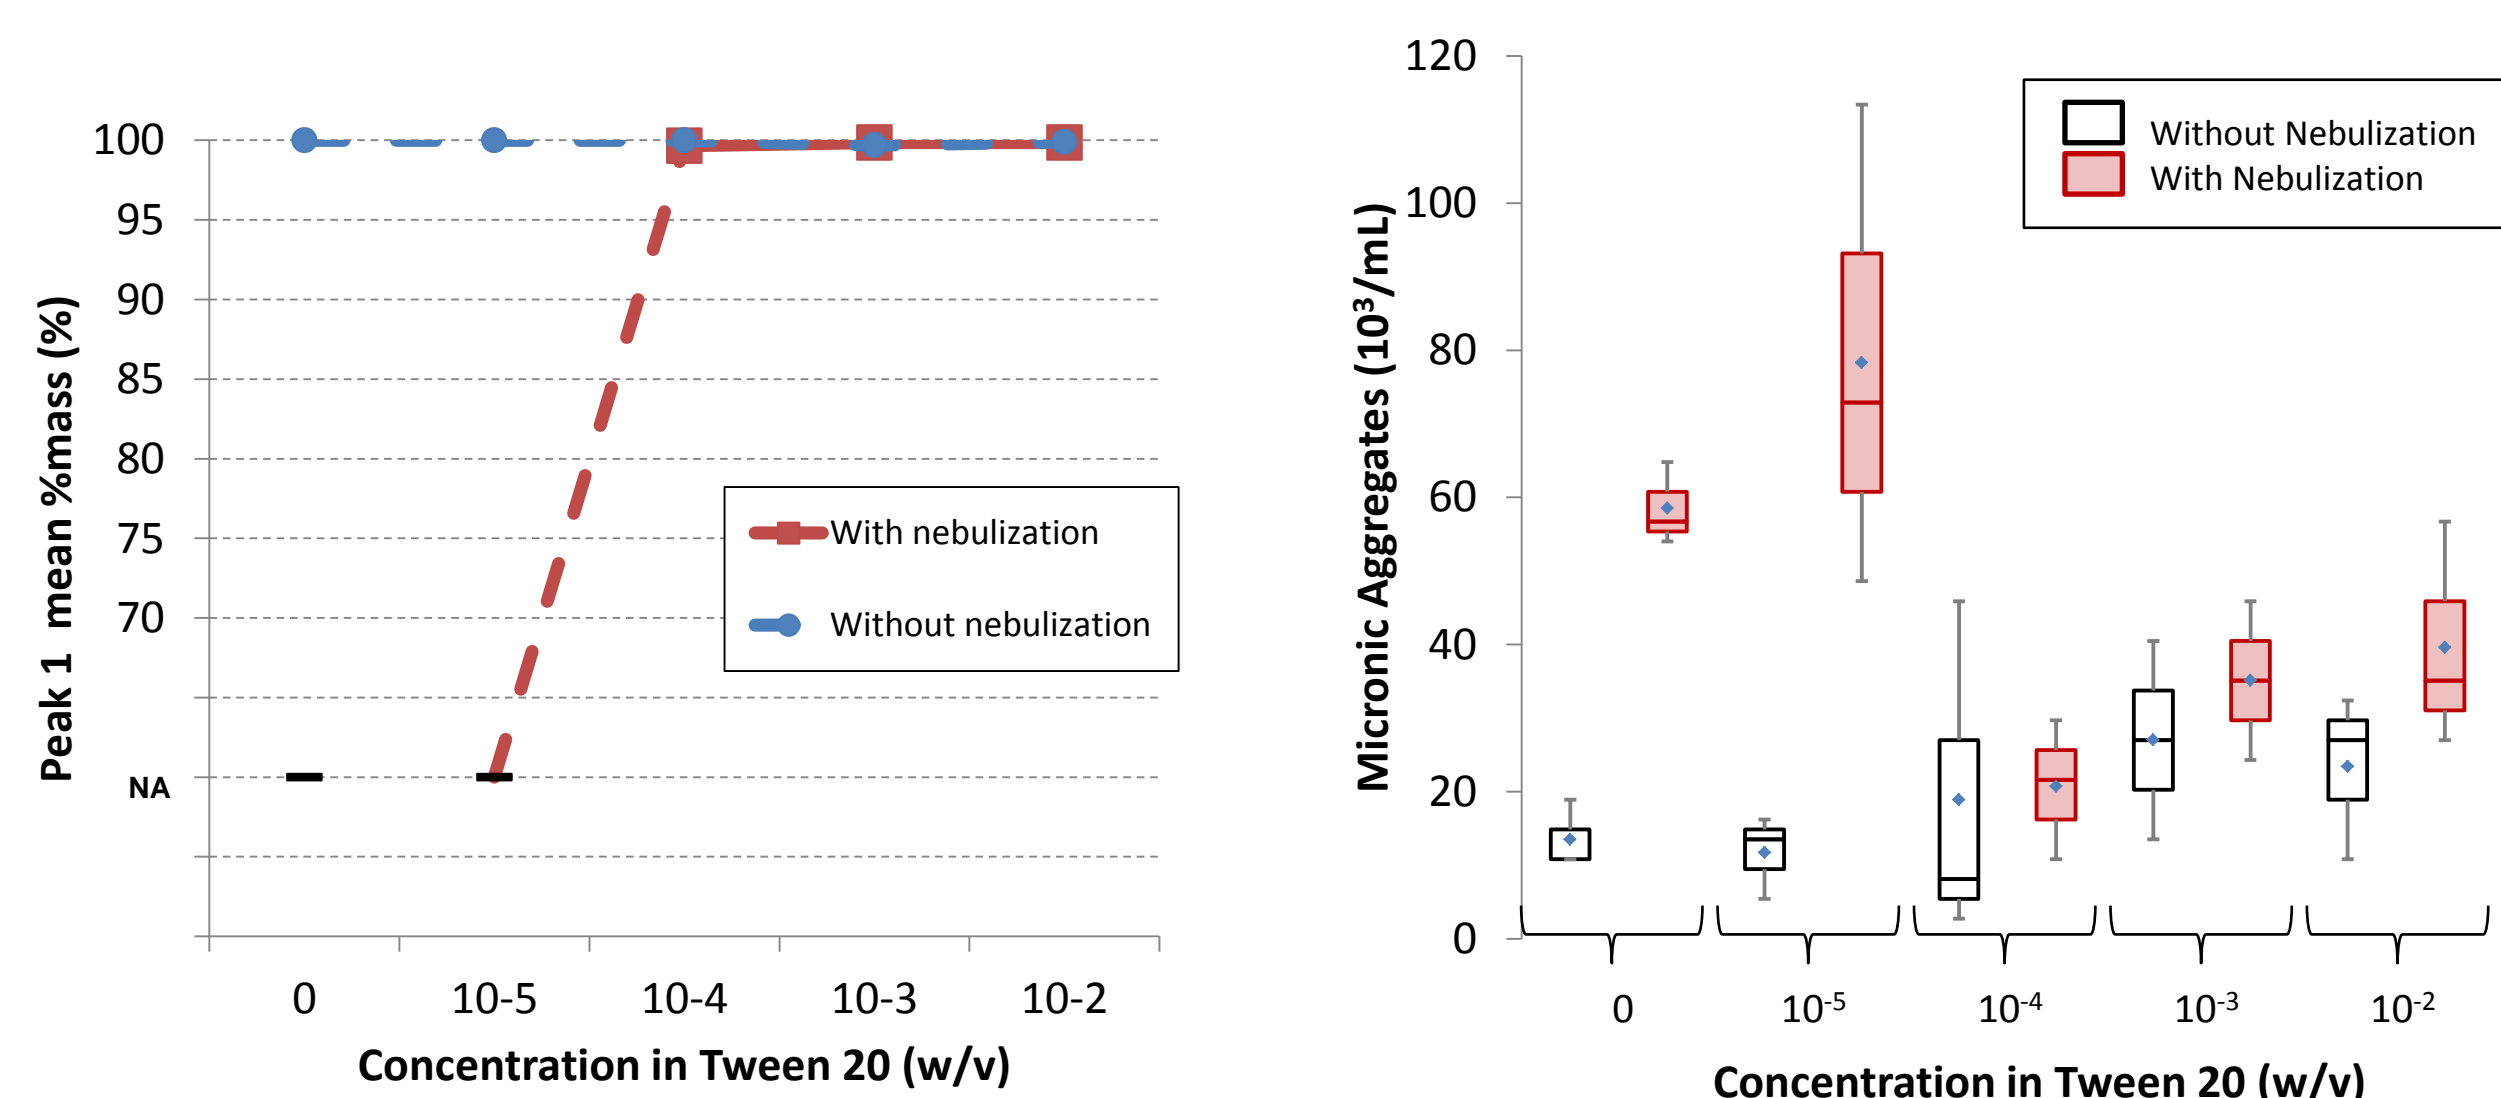 Peak 1 mean %mass (%)
100
95
90
85
80
75
70
NA
With nebulization
Without nebulization
0
10-5
10-4
10-3
10-2
Concentration in Tween 20 (w/v)
Micronic Aggregates (10³/mL)
120
100
80
60
40
20
0
Without Nebulization
With Nebulization
0
10⁻⁵
10⁻⁴
10⁻³
10⁻²
Concentration in Tween 20 (w/v)